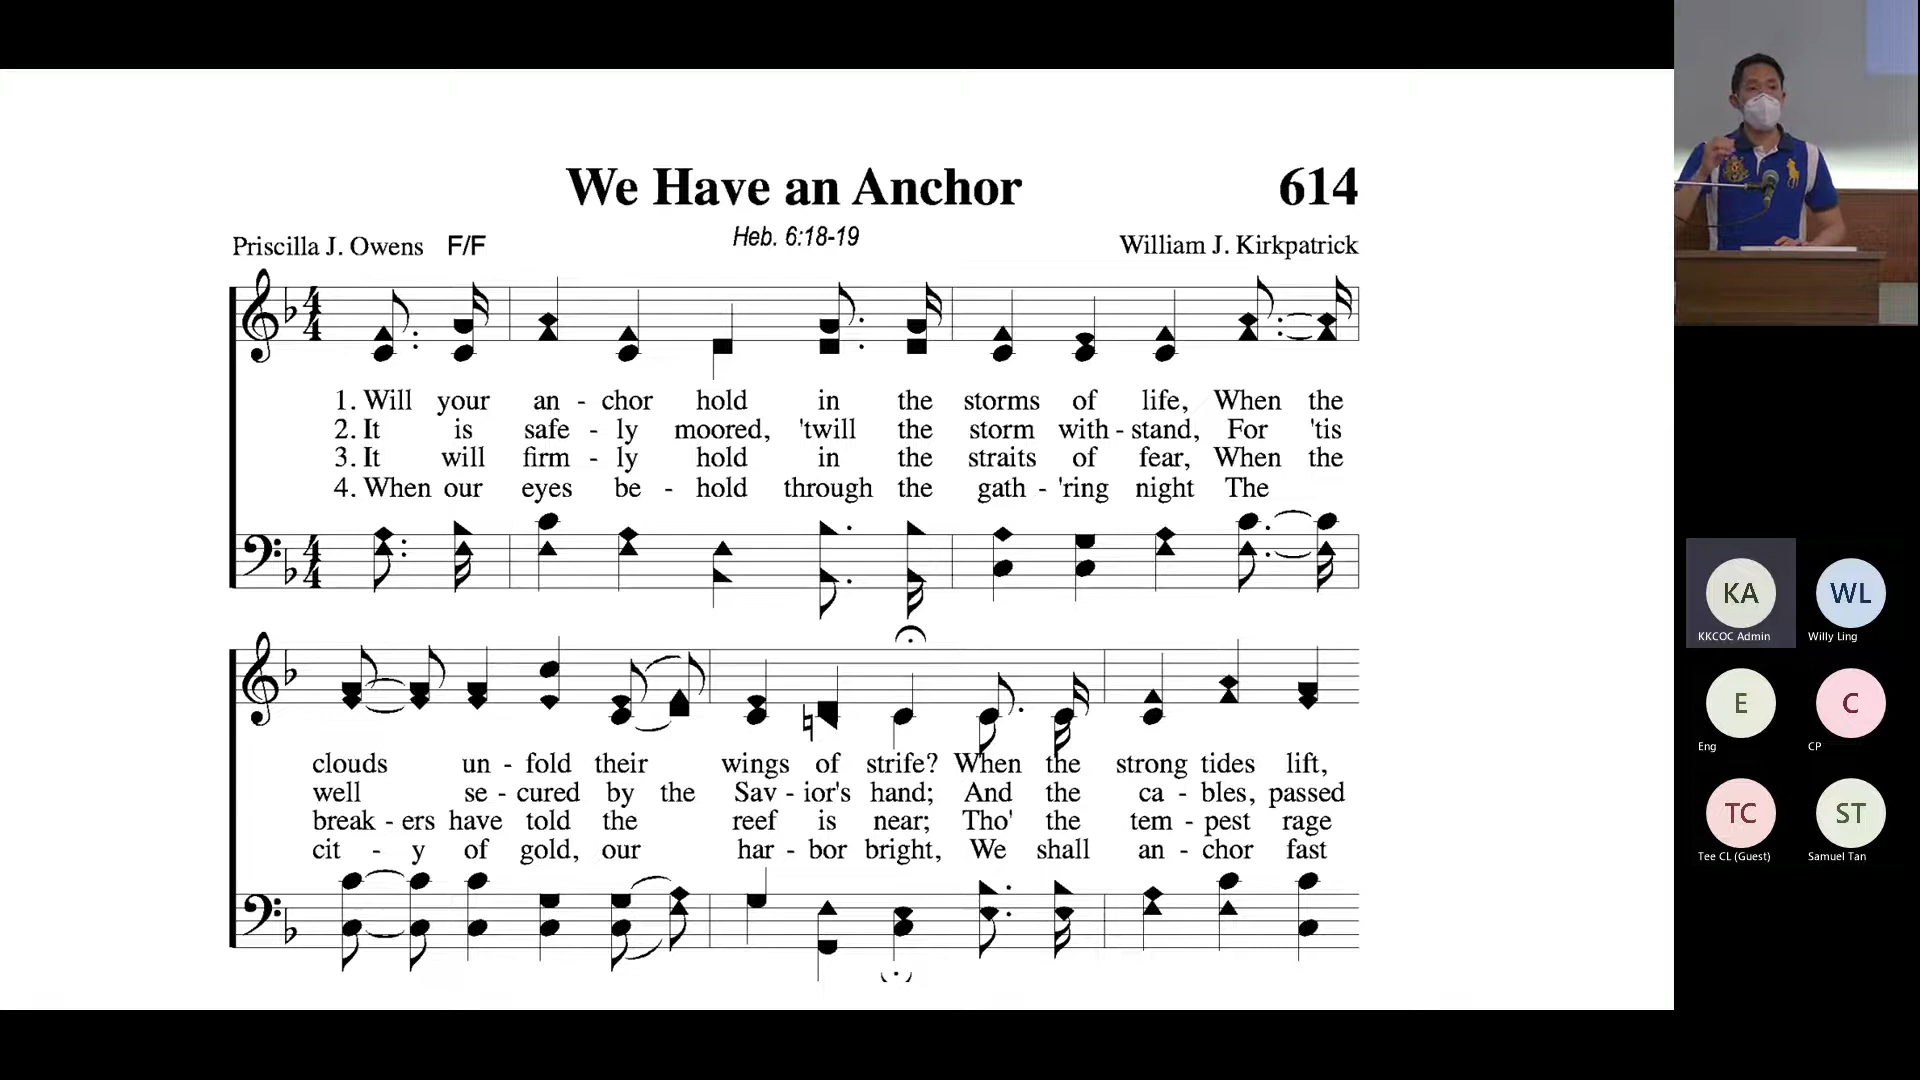 We Have an Anchor 614
Heb. 6:18-19
Priscilla J. Owens F/F William J. Kirkpatrick
4
4
1. Will your an - chor hold in the storms of life, When the
2. It is safe - ly moored, 'twill the storm with - stand, For 'tis
3. It will firm - ly hold in the straits of fear, When the
4. When our eyes be - hold through the gath - 'ring night The
4
4
clouds un - fold their wings of strife? When the strong tides lift,
well se - cured by the Sav - ior's hand; And the ca - bles, passed
break - ers have told the reef is near; Tho' the tem - pest rage
cit - y of gold, our har - bor bright, We shall an - chor fast
KA WL
KKCOC Admin Willy Ling
E C
Eng CP
TC ST
Tee CL (Guest) Samuel Tan